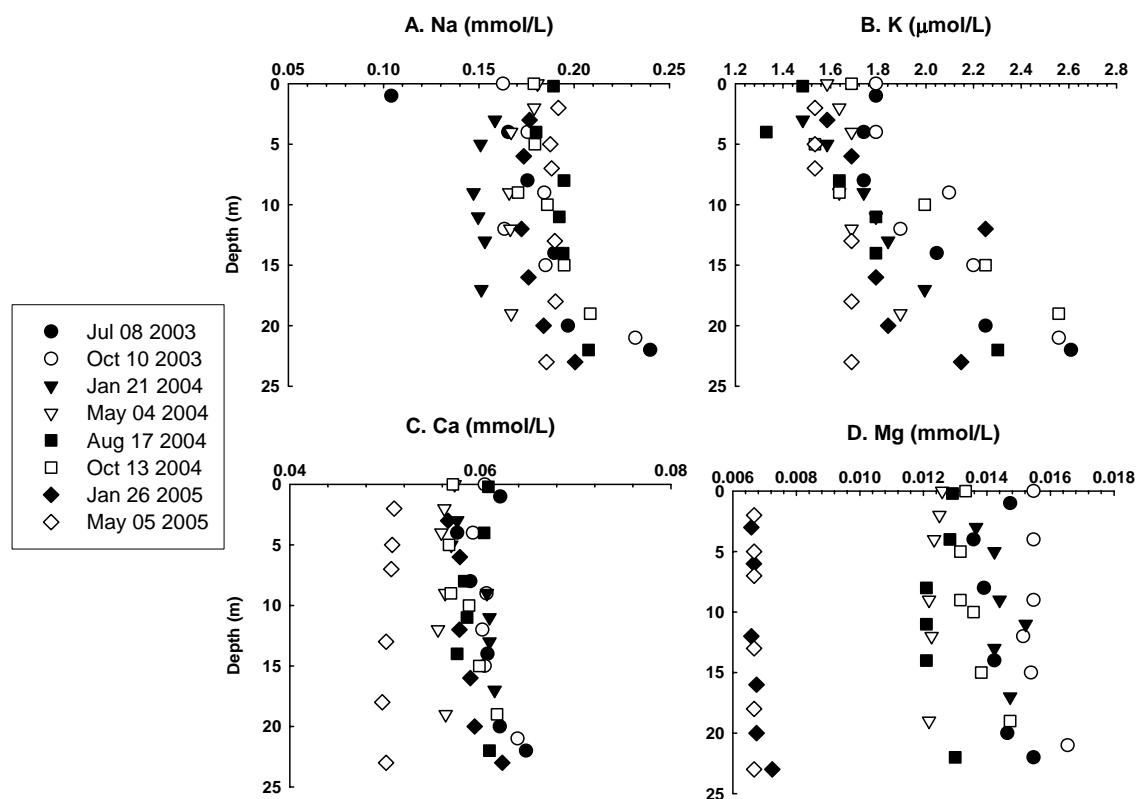 A. Na (mmol/L)
B. K (μmol/L)
0.05 0.10 0.15 0.20 0.25
1.2 1.4 1.6 1.8 2.0 2.2 2.4 2.6 2.8
0
5
10
15
20
25
Depth (m)
0
5
10
15
20
25
Jul 08 2003
Oct 10 2003
Jan 21 2004
May 04 2004
Aug 17 2004
Oct 13 2004
Jan 26 2005
May 05 2005
C. Ca (mmol/L)
D. Mg (mmol/L)
0.04 0.06 0.08
0.006 0.008 0.010 0.012 0.014 0.016 0.018
0
5
10
15
20
25
Depth (m)
0
5
10
15
20
25